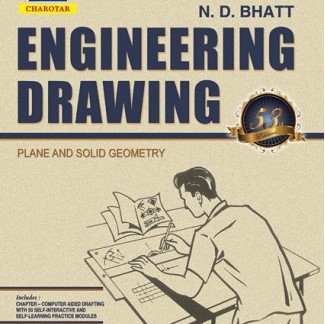 CHAROTAR
N. D. BHATT
ENGINEERING
DRAWING
53
PLANE AND SOLID GEOMETRY
Includes :
CHAPTER – COMPUTER AIDED DRAFTING
WITH 50 SELF-INTERACTIVE AND
SELF-LEARNING PRACTICE MODULES